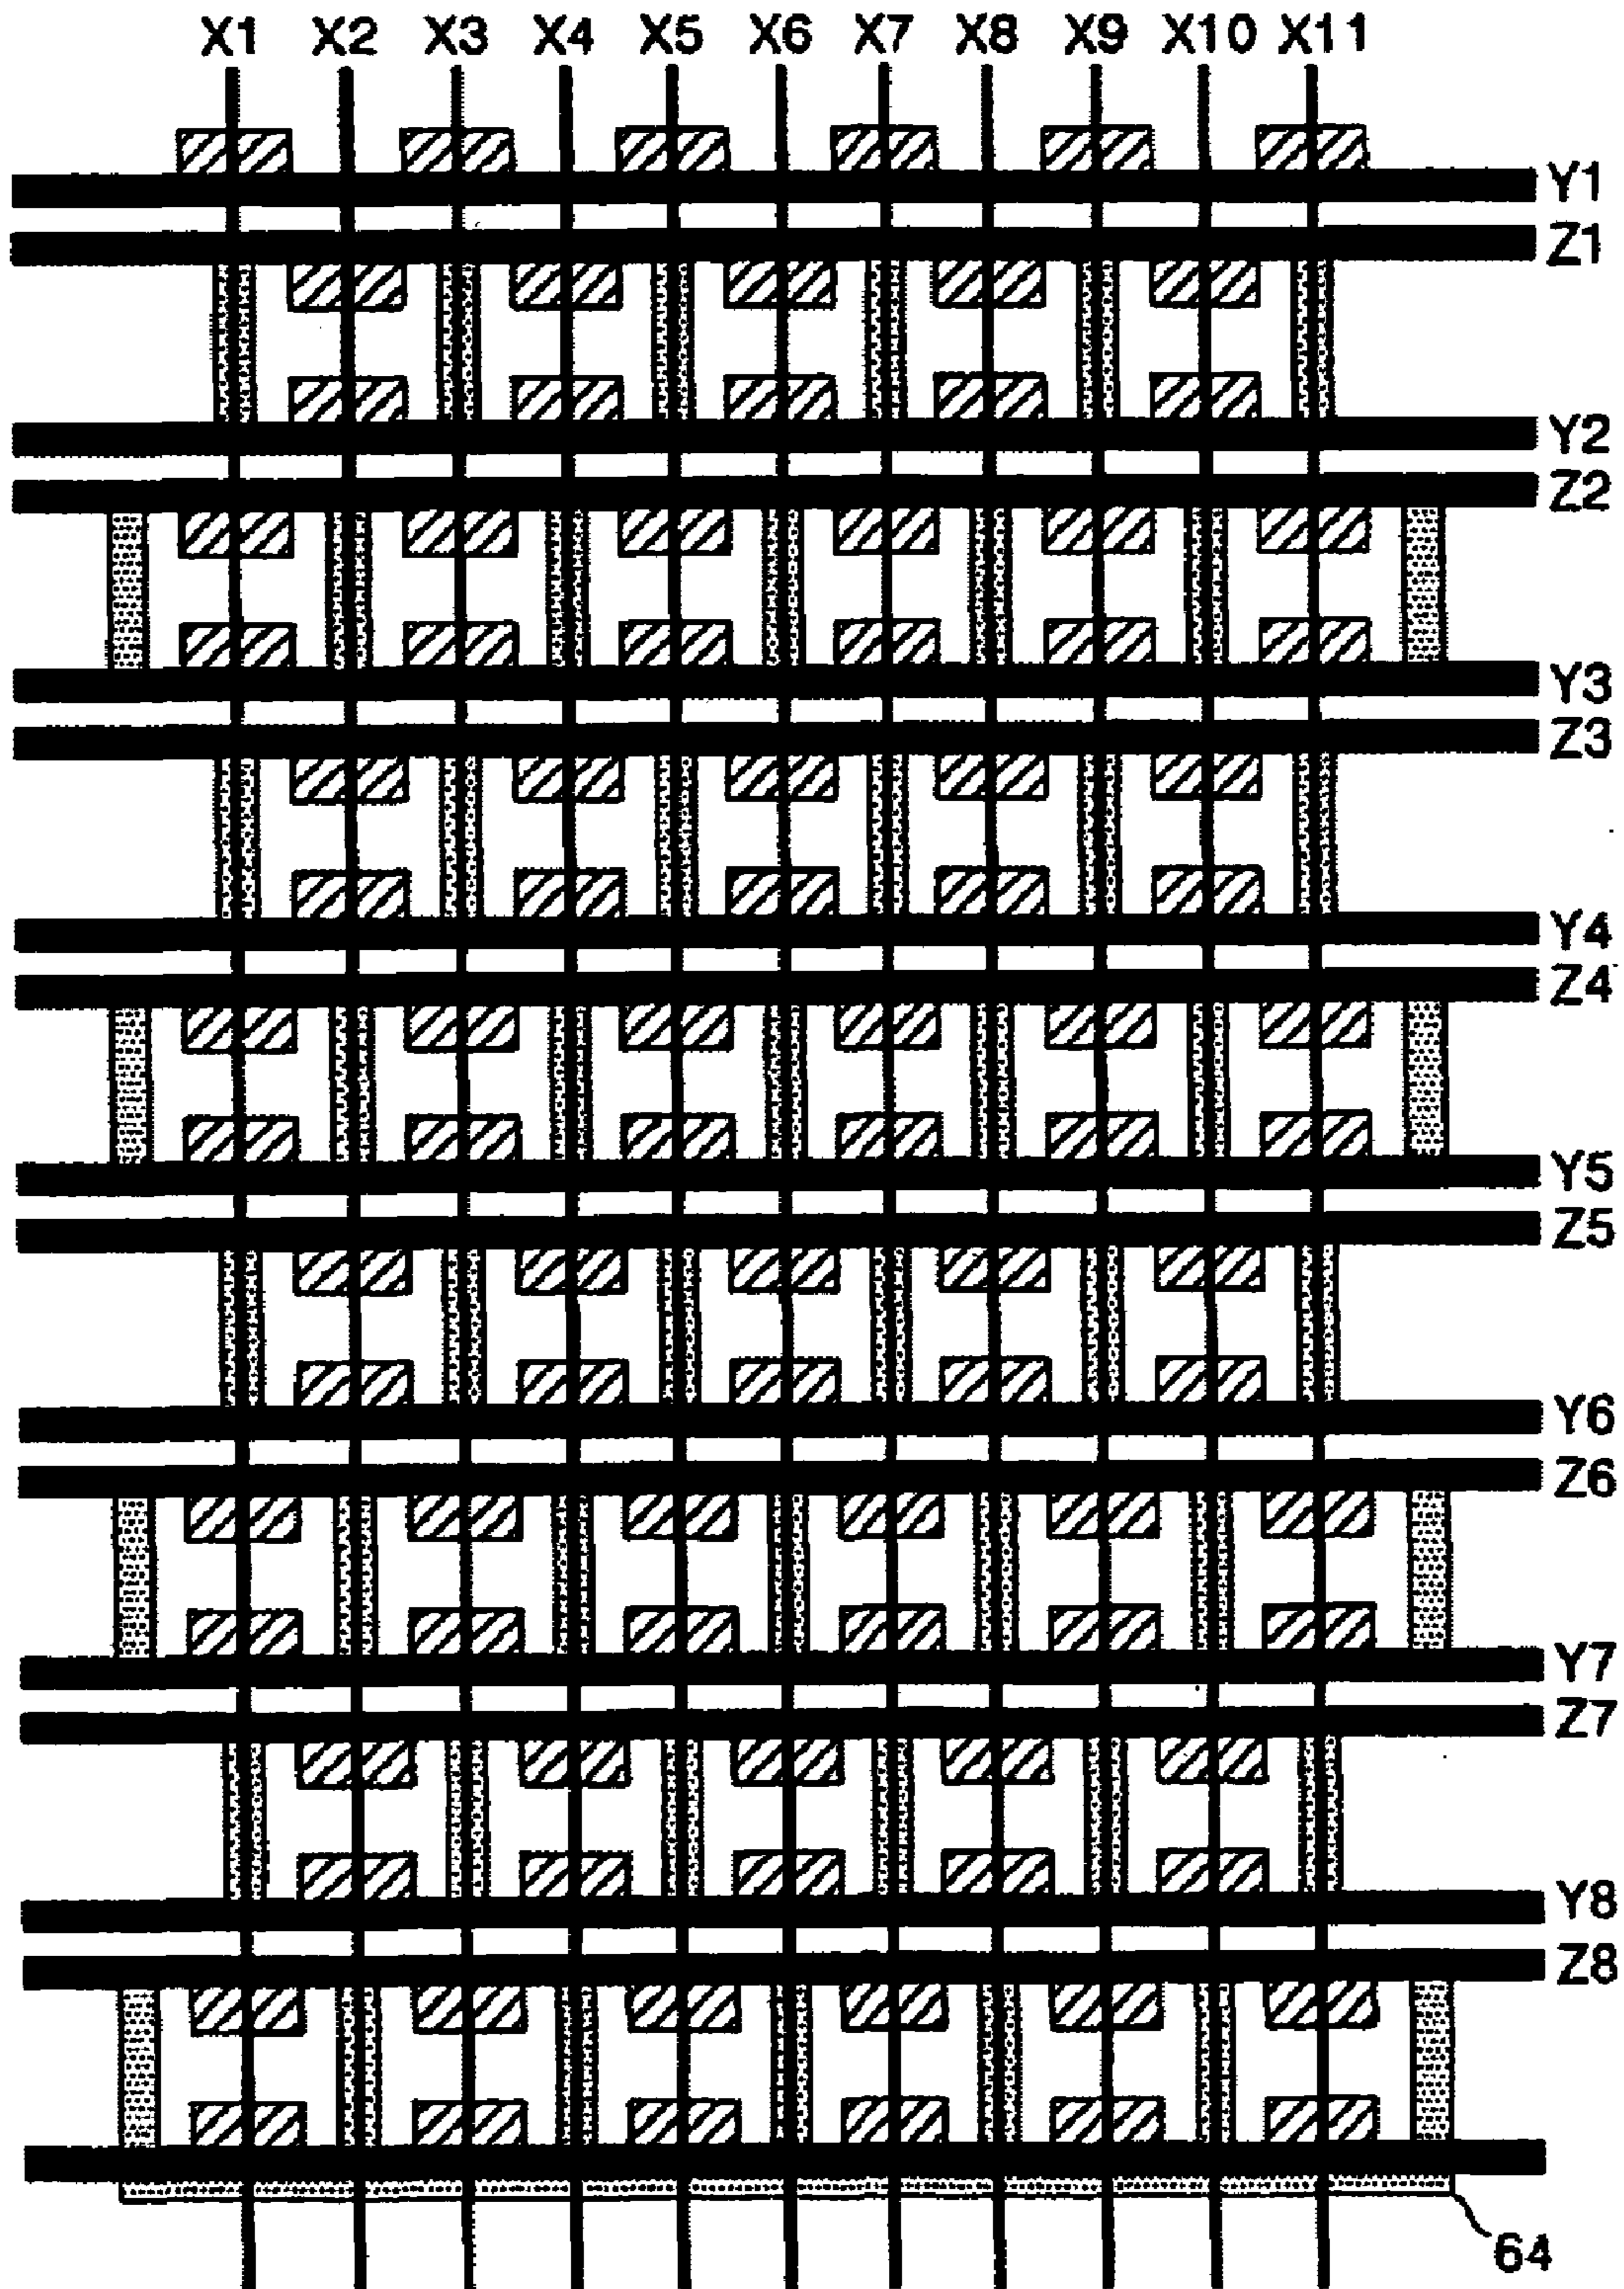 X1 X2 X3 X4 X5 X6 X7 X8 X9 X10 X11
Y1
Z1
Y2
Z2
Y3
Z3
Y4
Z4
Y5
Z5
Y6
Z6
Y7
Z7
Y8
Z8
64